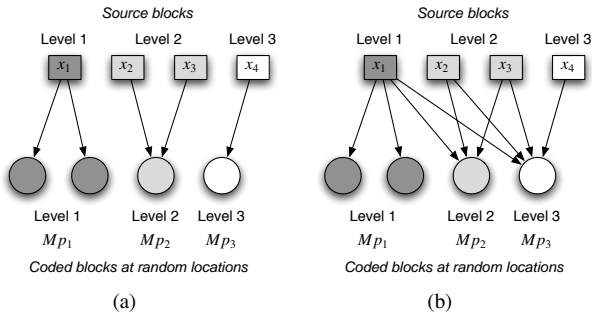 Source blocks
Level 1 Level 2 Level 3
x1 x2 x3 x4
Level 1 Level 2 Level 3
Mp1 Mp2 Mp3
Coded blocks at random locations
(a)
Source blocks
Level 1 Level 2 Level 3
x1 x2 x3 x4
Level 1 Level 2 Level 3
Mp1 Mp2 Mp3
Coded blocks at random locations
(b)